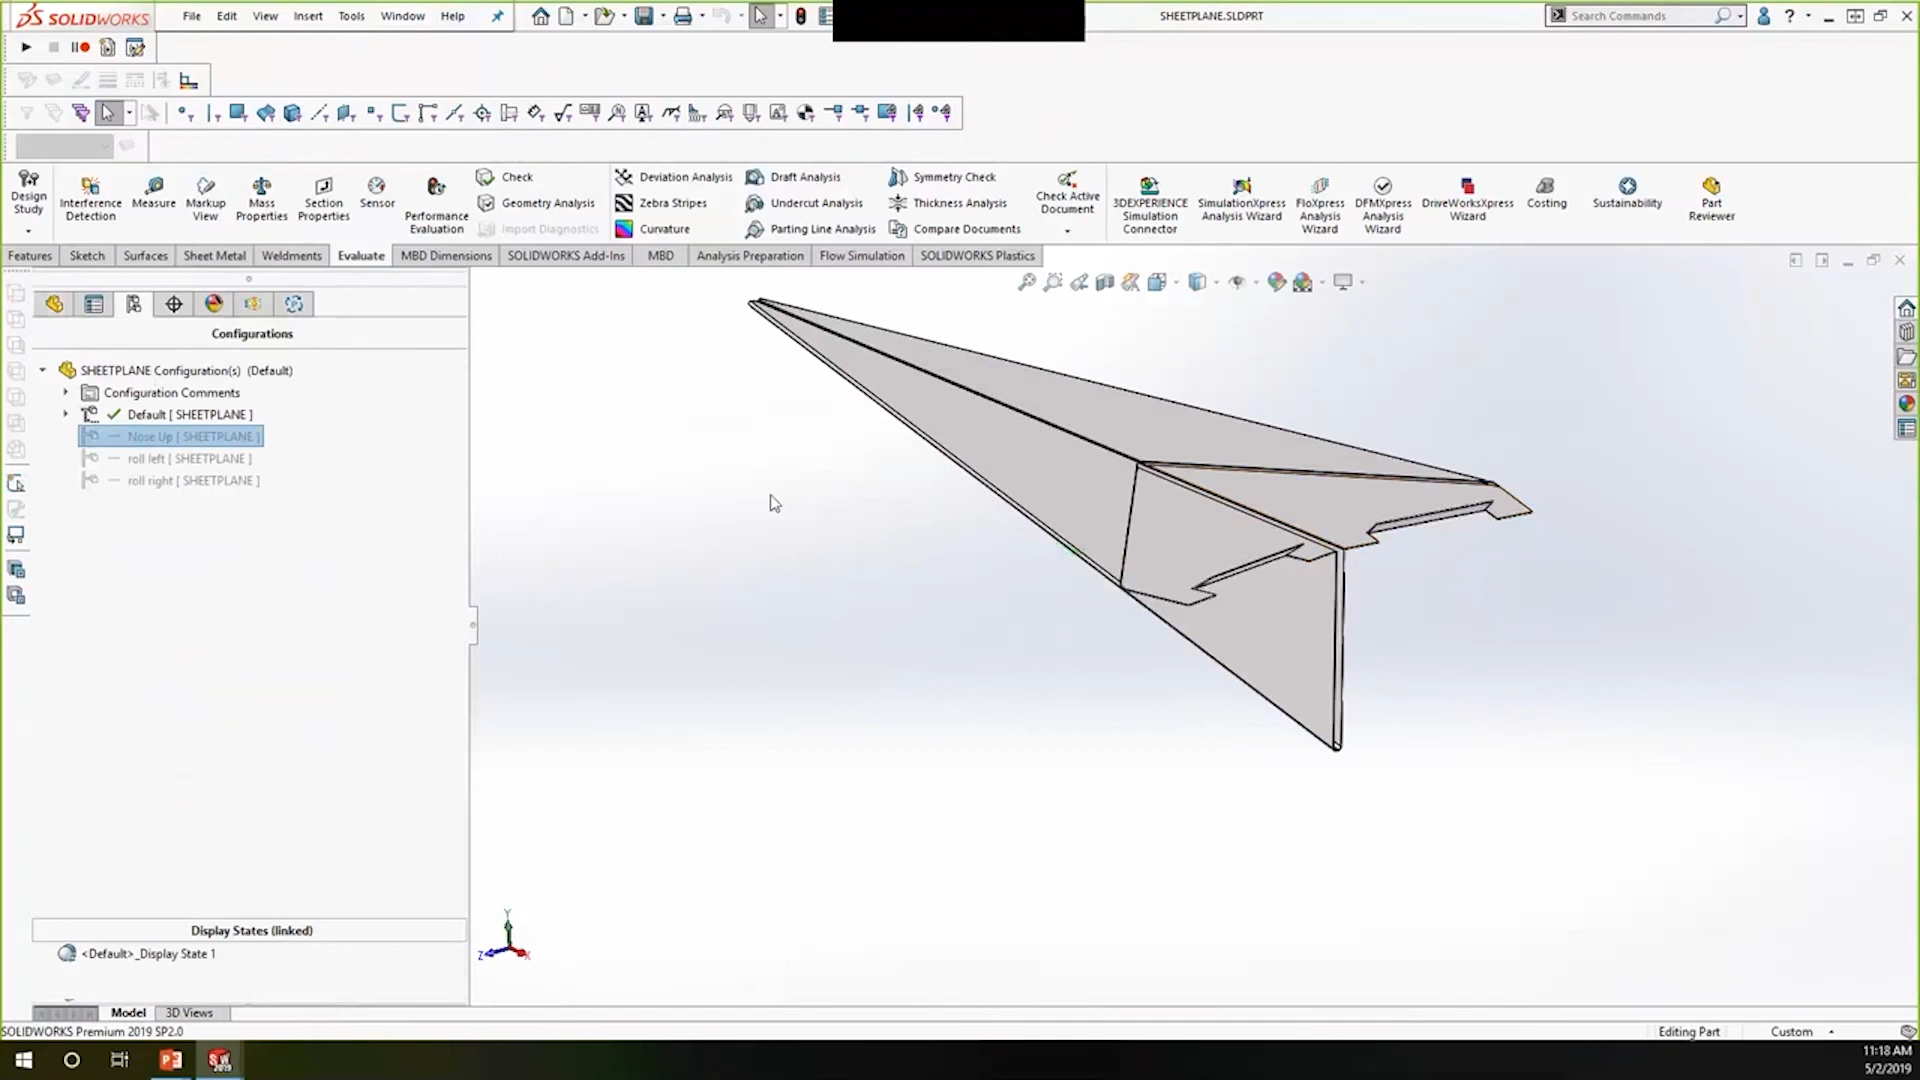 SOLIDWORKS File Edit View Insert Tools Window Help SHEETPLANE.SLDPRT Search Commands ?
Design Study
Interference Detection
Measure
Markup View
Mass Properties
Section Properties
Sensor
Performance Evaluation
Check
Geometry Analysis
Import Diagnostics
Deviation Analysis
Zebra Stripes
Curvature
Draft Analysis
Undercut Analysis
Parting Line Analysis
Symmetry Check
Thickness Analysis
Compare Documents
Check Active Document
3DEXPERIENCE Simulation Connector
SimulationXpress Analysis Wizard
FloXpress Analysis Wizard
DFMXpress Analysis Wizard
DriveWorksXpress Wizard
Costing
Sustainability
Part Reviewer
Features Sketch Surfaces Sheet Metal Weldments Evaluate MBD Dimensions SOLIDWORKS Add-Ins MBD Analysis Preparation Flow Simulation SOLIDWORKS Plastics
Configurations
SHEETPLANE Configuration(s) (Default)
Configuration Comments
Default [ SHEETPLANE ]
Nose Up [ SHEETPLANE ]
roll left [ SHEETPLANE ]
roll right [ SHEETPLANE ]
Y
Z X
Display States (linked)
<Default>_Display State 1
Model 3D Views
SOLIDWORKS Premium 2019 SP2.0 Editing Part Custom
11:18 AM
5/2/2019